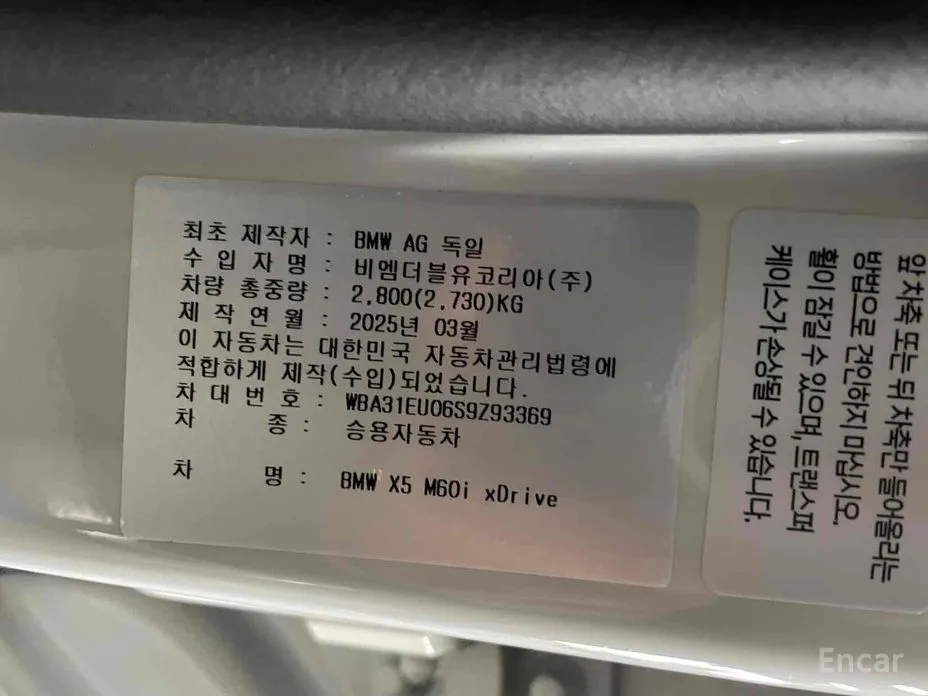 최초 제작자 : BMW AG 독일
수 입 자 명 : 비엠더블유코리아(주)
차량 총중량 : 2,800(2,730)KG
제 작 연 월 : 2025년 03월
이 자동차는 대한민국 자동차관리법령에
적합하게 제작(수입)되었습니다.
차 대 번 호 : WBA31EU06S9Z93369
차 종 : 승용자동차
차 명 : BMW X5 M60i xDrive
앞 차축 또는 뒤 차축만 들어올리는
방법으로 견인하지 마십시오.
휠이 잠길 수 있으며, 트랜스퍼
케이스가 손상될 수 있습니다.
Encar